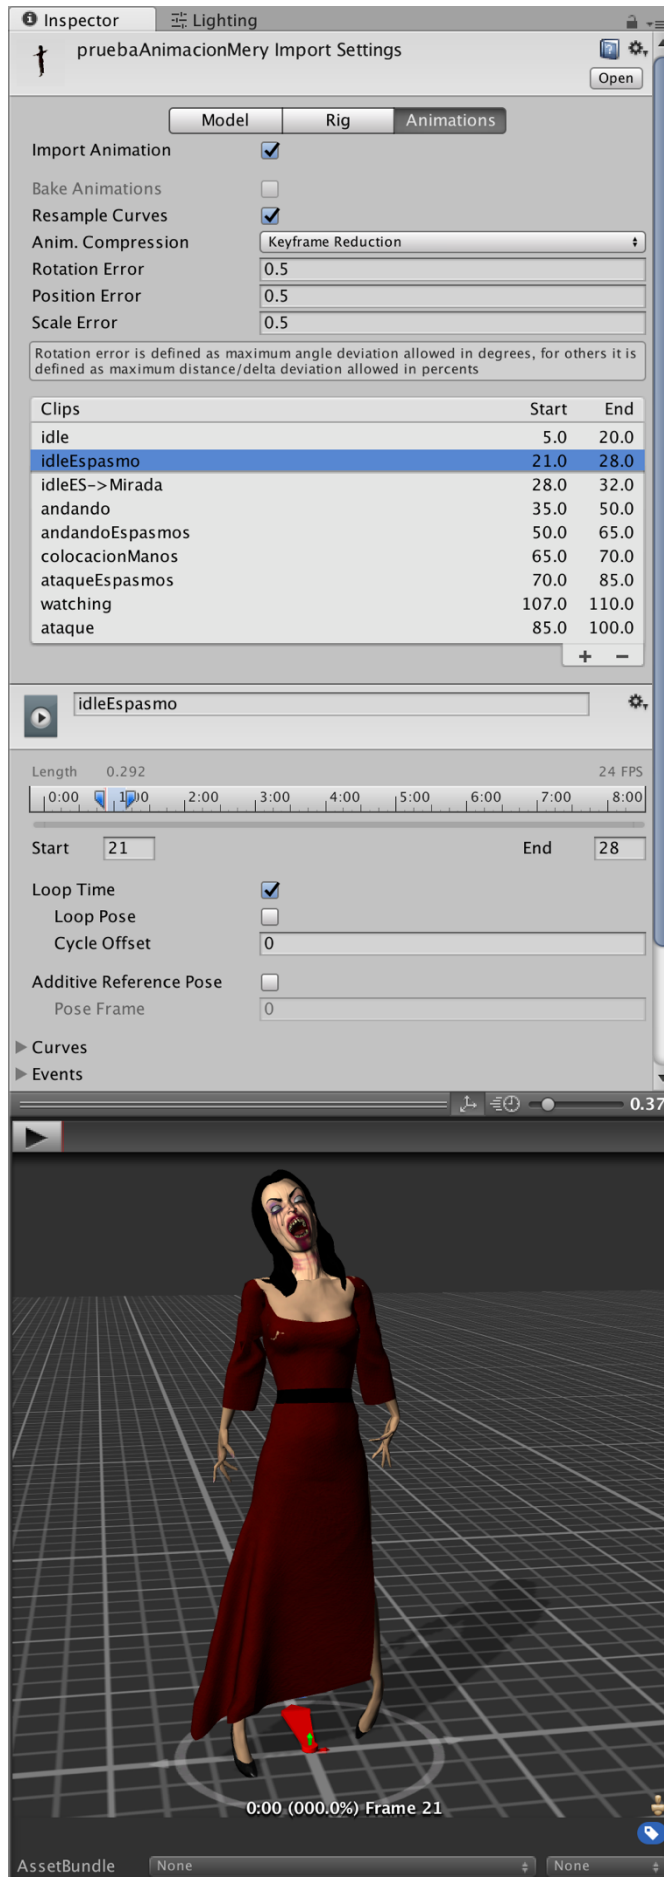 Inspector Lighting
pruebaAnimacionMery Import Settings
Open
Model Rig Animations
Import Animation
Bake Animations
Resample Curves
Anim. Compression Keyframe Reduction
Rotation Error 0.5
Position Error 0.5
Scale Error 0.5
Rotation error is defined as maximum angle deviation allowed in degrees, for others it is
defined as maximum distance/delta deviation allowed in percents
Clips Start End
idle 5.0 20.0
idleEspasmo 21.0 28.0
idleES->Mirada 28.0 32.0
andando 35.0 50.0
andandoEspasmos 50.0 65.0
colocacionManos 65.0 70.0
ataqueEspasmos 70.0 85.0
watching 107.0 110.0
ataque 85.0 100.0
+ −
idleEspasmo
Length 0.292 24 FPS
0:00 1:00 2:00 3:00 4:00 5:00 6:00 7:00 8:00
Start 21 End 28
Loop Time
Loop Pose
Cycle Offset 0
Additive Reference Pose
Pose Frame 0
Curves
Events
0.37
0:00 (000.0%) Frame 21
AssetBundle None None